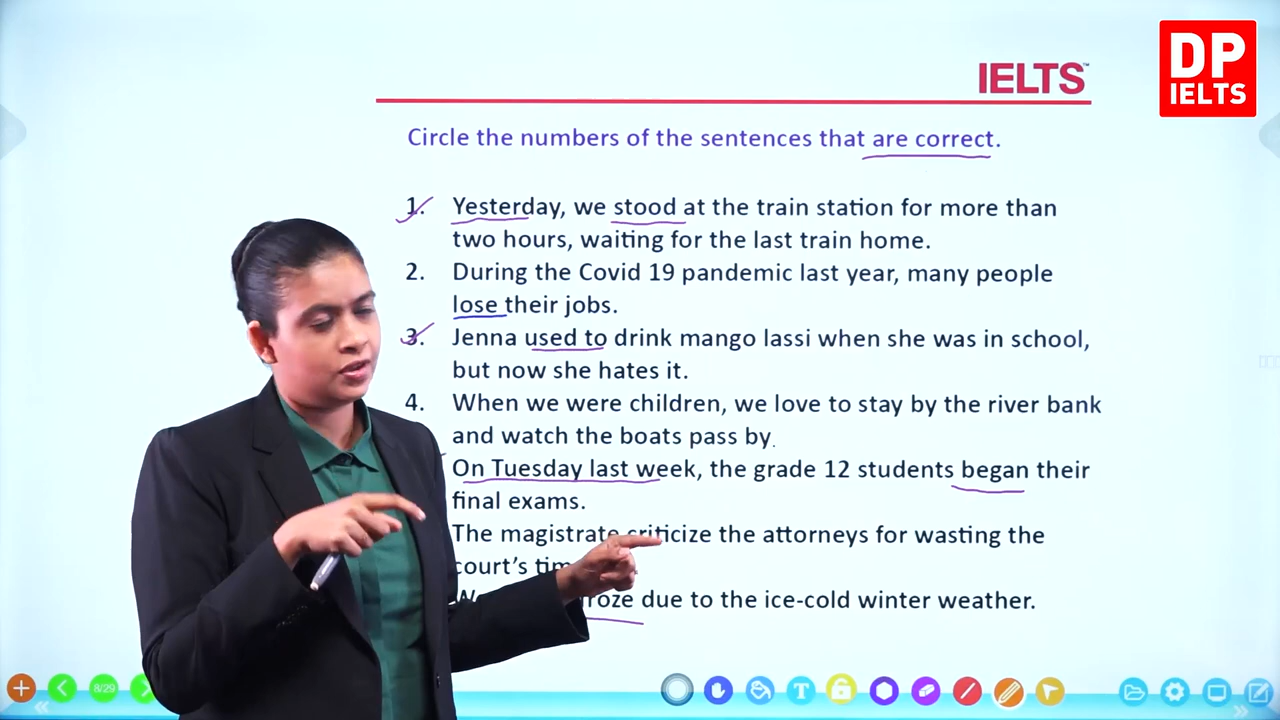 DP
IELTS
IELTS™
Circle the numbers of the sentences that are correct.
1. Yesterday, we stood at the train station for more than
two hours, waiting for the last train home.
2. During the Covid 19 pandemic last year, many people
lose their jobs.
3. Jenna used to drink mango lassi when she was in school,
but now she hates it.
4. When we were children, we love to stay by the river bank
and watch the boats pass by.
On Tuesday last week, the grade 12 students began their
final exams.
The magistrate criticize the attorneys for wasting the
court's
due to the ice-cold winter weather.
8/29